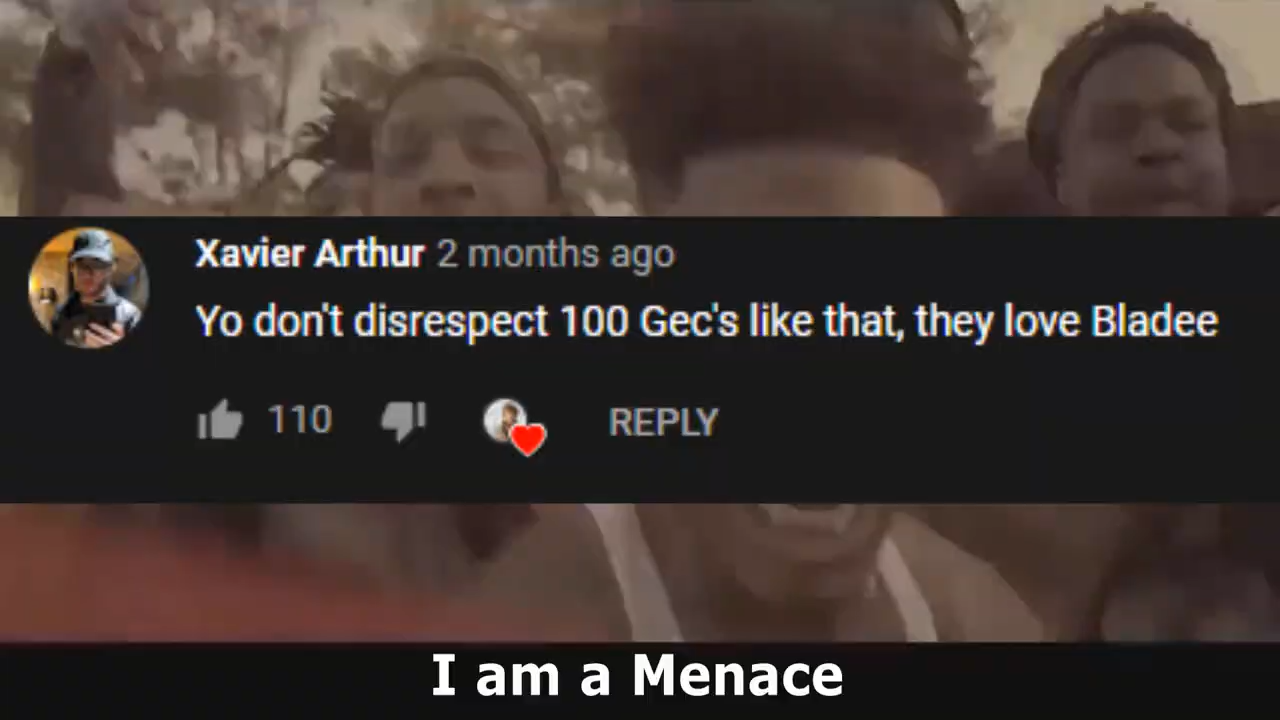 Xavier Arthur 2 months ago
Yo don't disrespect 100 Gec's like that, they love Bladee
110 REPLY
I am a Menace